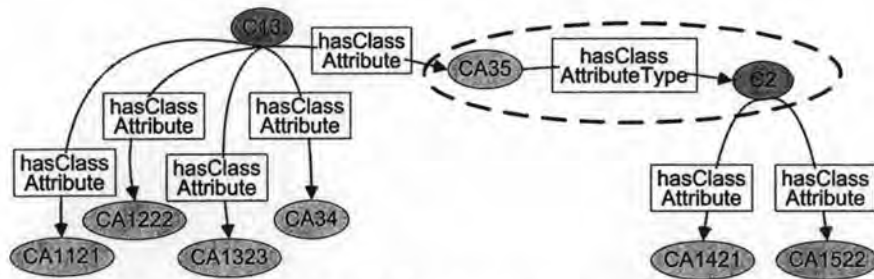 C13
hasClass
Attribute
CA35
hasClass
AttributeType
C2
hasClass
Attribute
hasClass
Attribute
hasClass
Attribute
hasClass
Attribute
CA1222
CA34
CA1121
CA1323
hasClass
Attribute
hasClass
Attribute
CA1421
CA1522